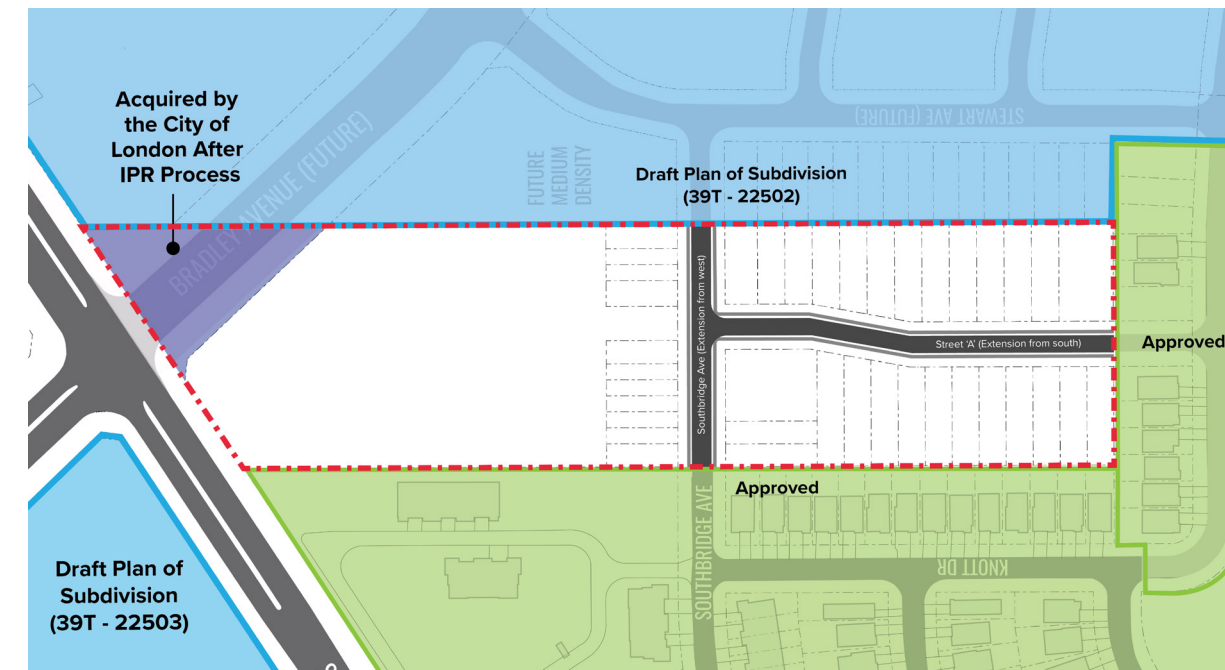 Acquired by
the City of
London After
IPR Process
BRADLEY AVENUE (FUTURE)
FUTURE
MEDIUM
DENSITY
STEWART AVE (FUTURE)
Draft Plan of Subdivision
(39T - 22502)
Southbridge Ave (Extension from west)
Street 'A' (Extension from south)
Approved
Approved
SOUTHBRIDGE AVE
KNOTT DR
Draft Plan of
Subdivision
(39T - 22503)